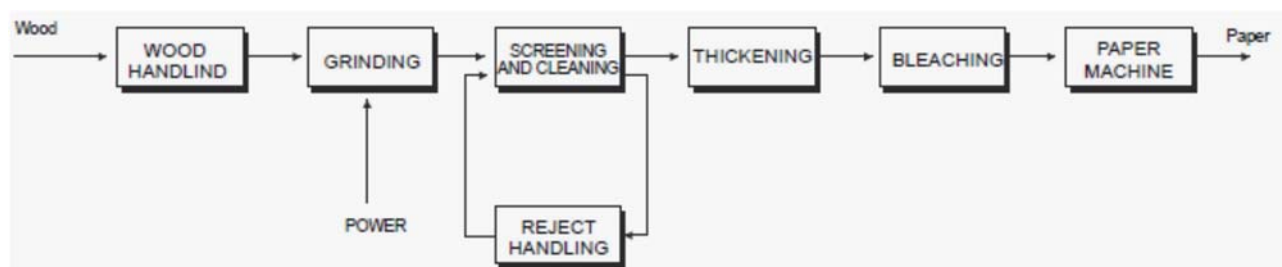 Wood
WOOD
HANDLIND
GRINDING
SCREENING
AND CLEANING
THICKENING
BLEACHING
PAPER
MACHINE
Paper
POWER
REJECT
HANDLING